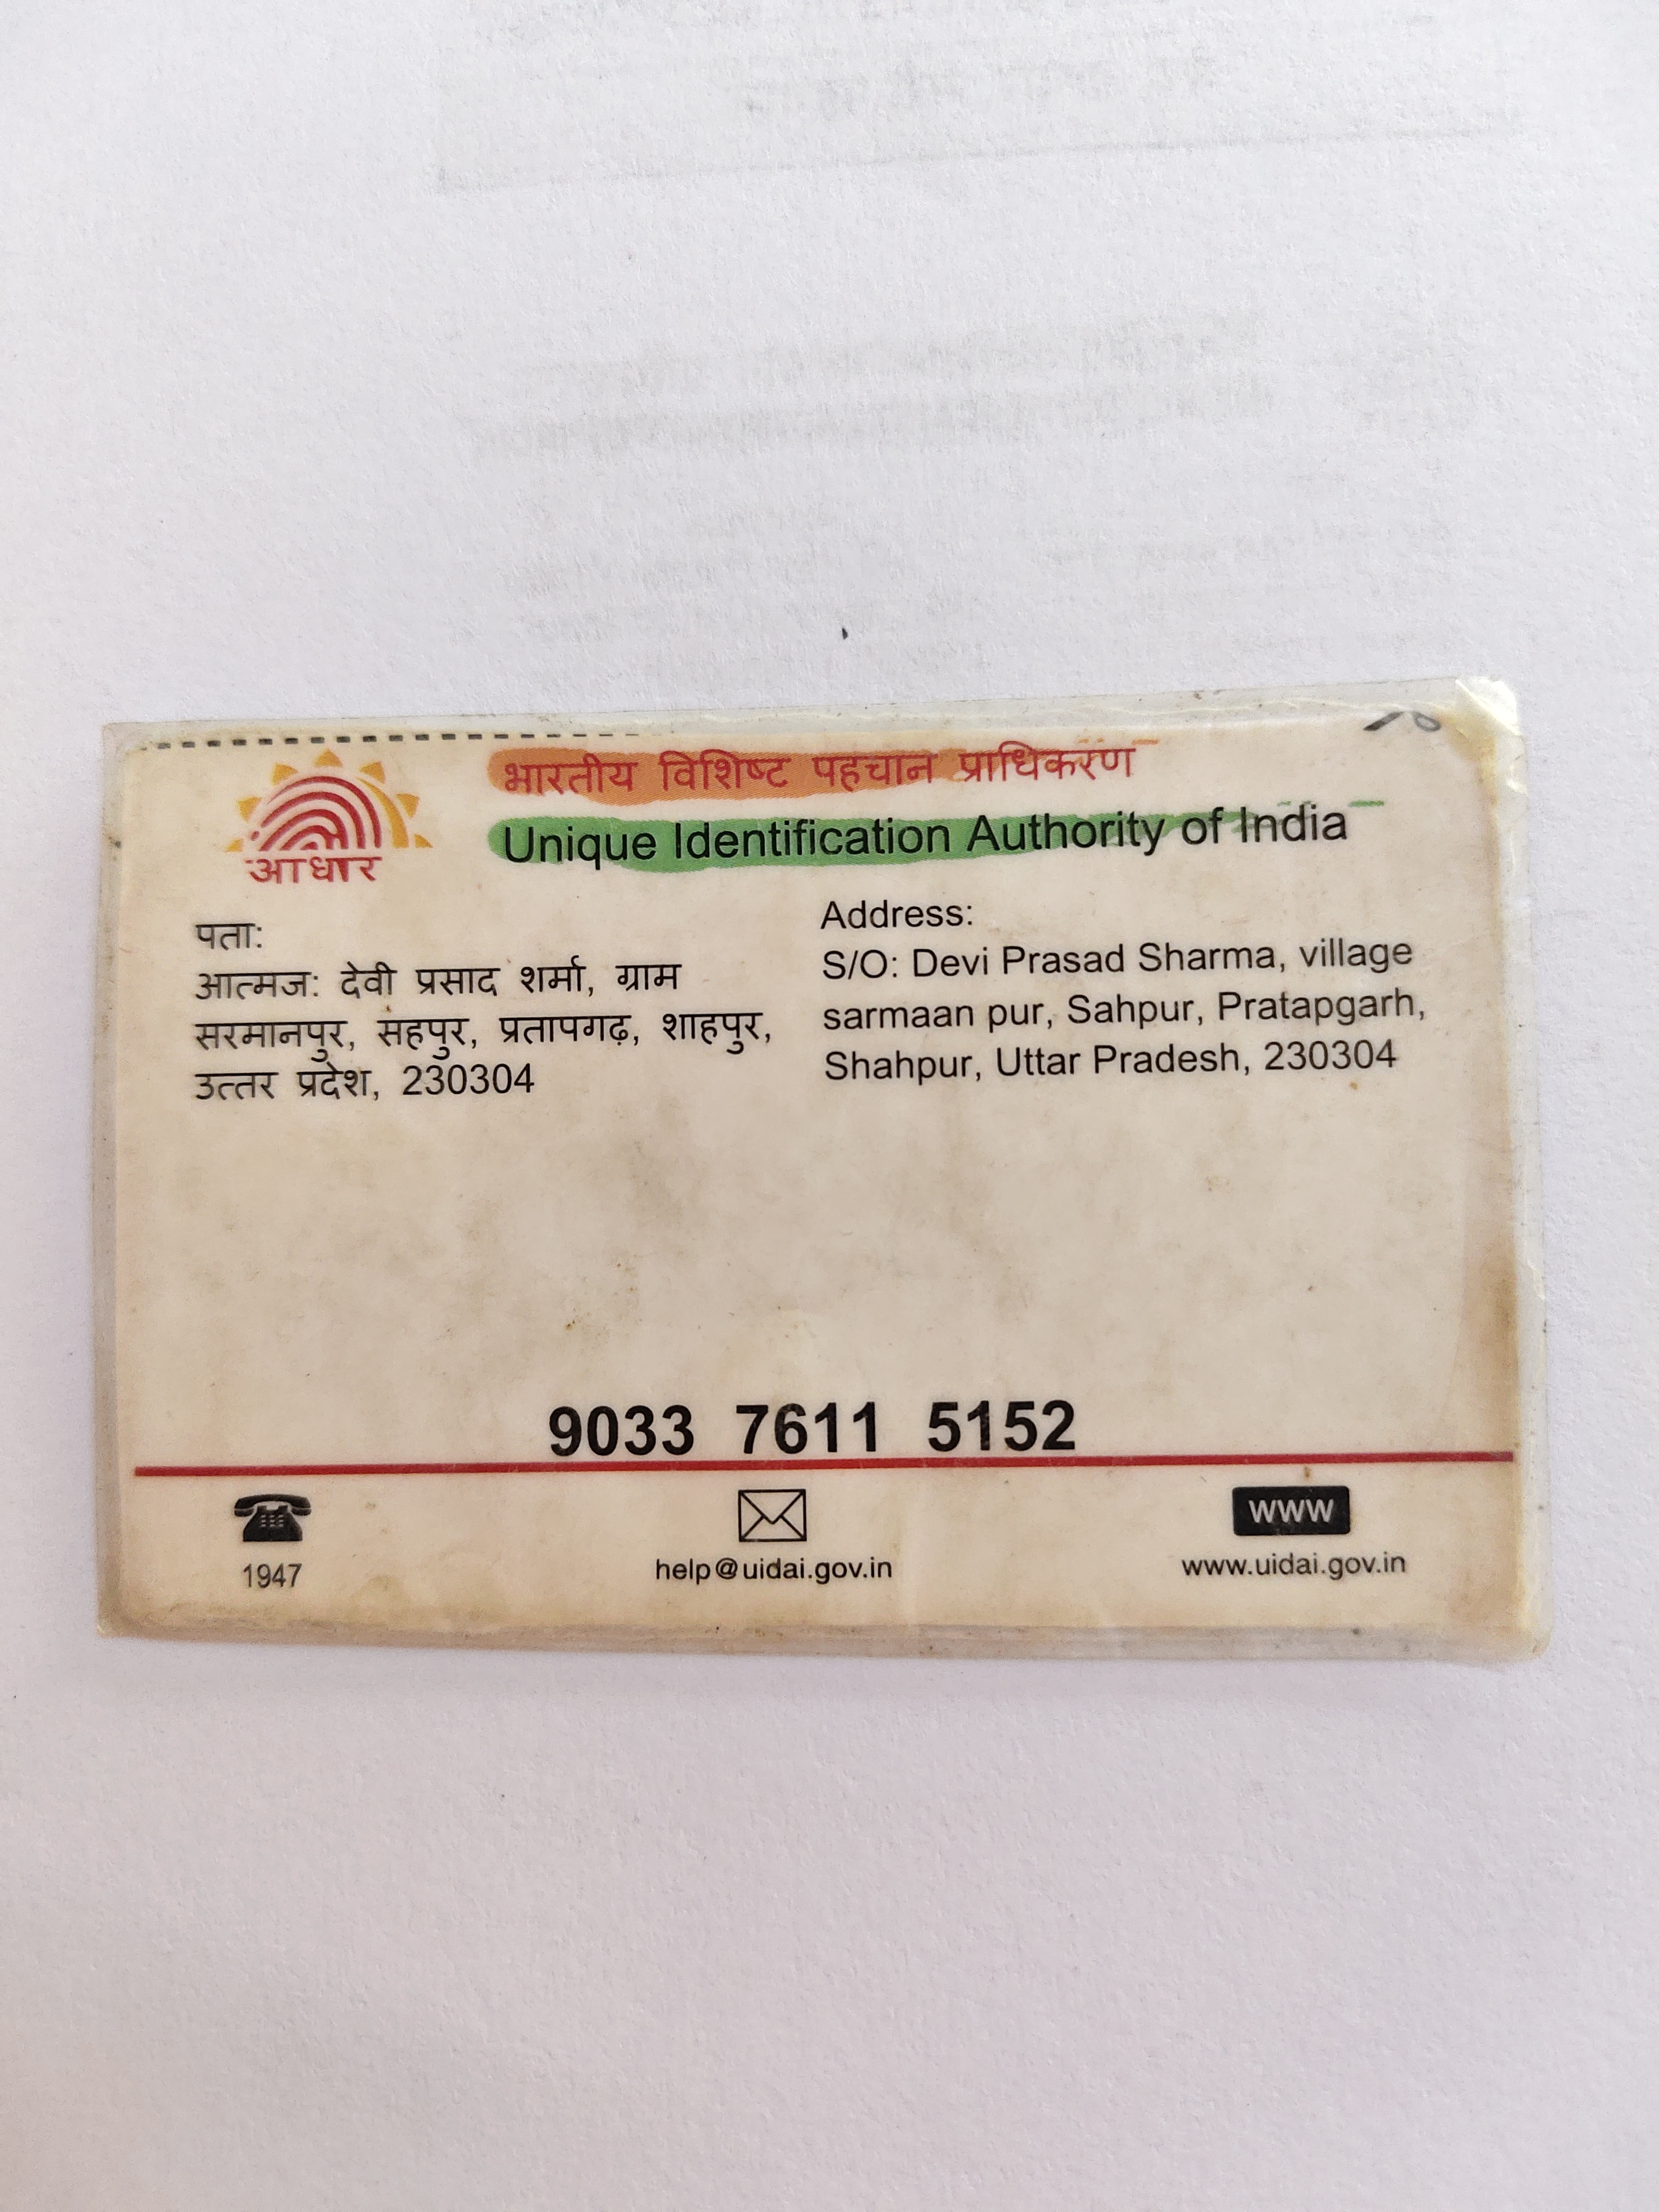 भारतीय विशिष्ट पहचान प्राधिकरण
Unique Identification Authority of India
आधार
पता:
आत्मज: देवी प्रसाद शर्मा, ग्राम
सरमानपुर, सहपुर, प्रतापगढ़, शाहपुर,
उत्तर प्रदेश, 230304
Address:
S/O: Devi Prasad Sharma, village
sarmaan pur, Sahpur, Pratapgarh,
Shahpur, Uttar Pradesh, 230304
9033 7611 5152
1947
help@uidai.gov.in
WWW
www.uidai.gov.in